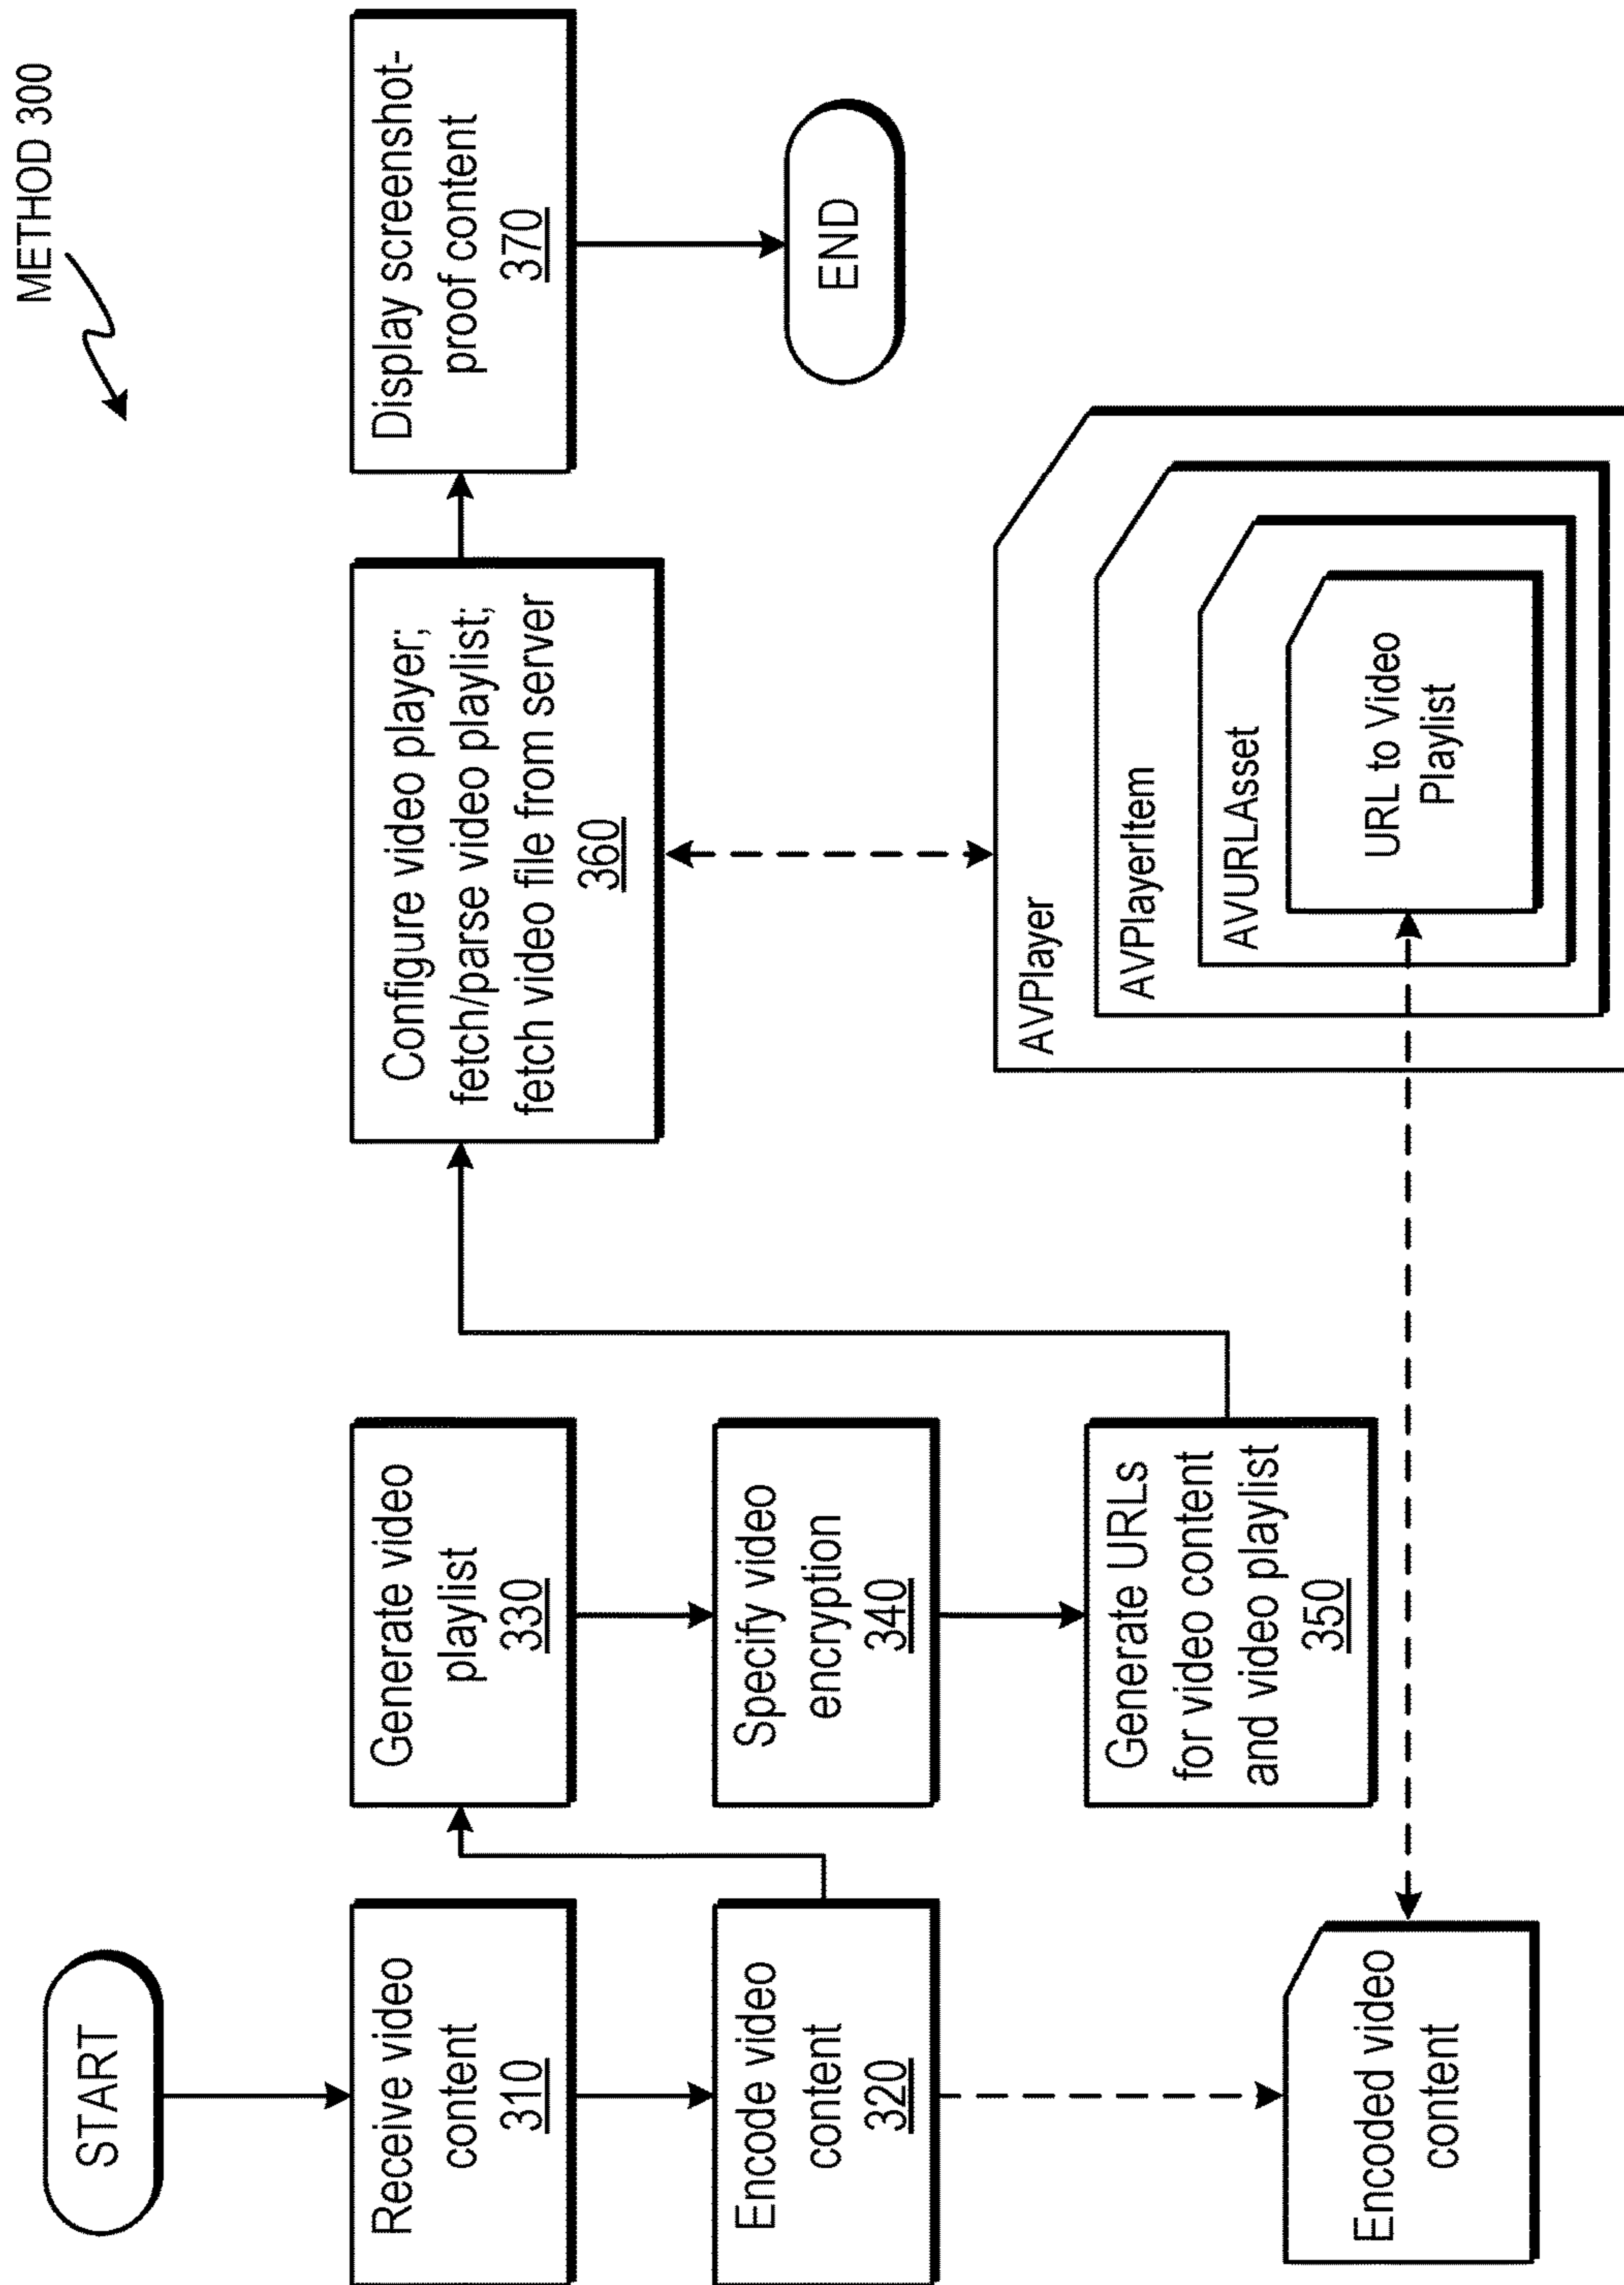 METHOD 300
START
Receive video
content
310
Encode video
content
320
Encoded video
content
Generate video
playlist
330
Specify video
encryption
340
Generate URLs
for video content
and video playlist
350
Configure video player;
fetch/parse video playlist;
fetch video file from server
360
AVPlayer
AVPlayerItem
AVURLAsset
URL to Video
Playlist
Display screenshot-
proof content
370
END